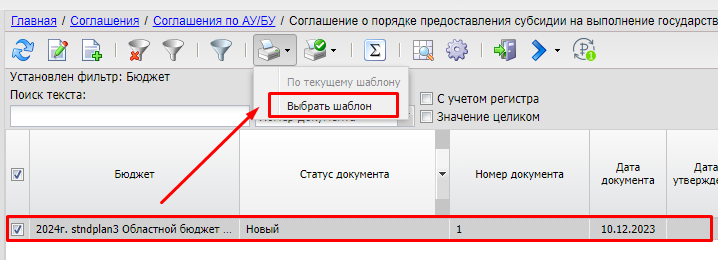 Главная / Соглашения / Соглашения по АУ/БУ / Соглашение о порядке предоставления субсидии на выполнение государств
Установлен фильтр: Бюджет
По текущему шаблону
Поиск текста:
С учетом регистра
Выбрать шаблон
Номер документа
Значение целиком
Бюджет
Статус документа
Номер документа
Дата
документа
Дата
утвержде
2024г. stndplan3 Областной бюджет ...
Новый
1
10.12.2023